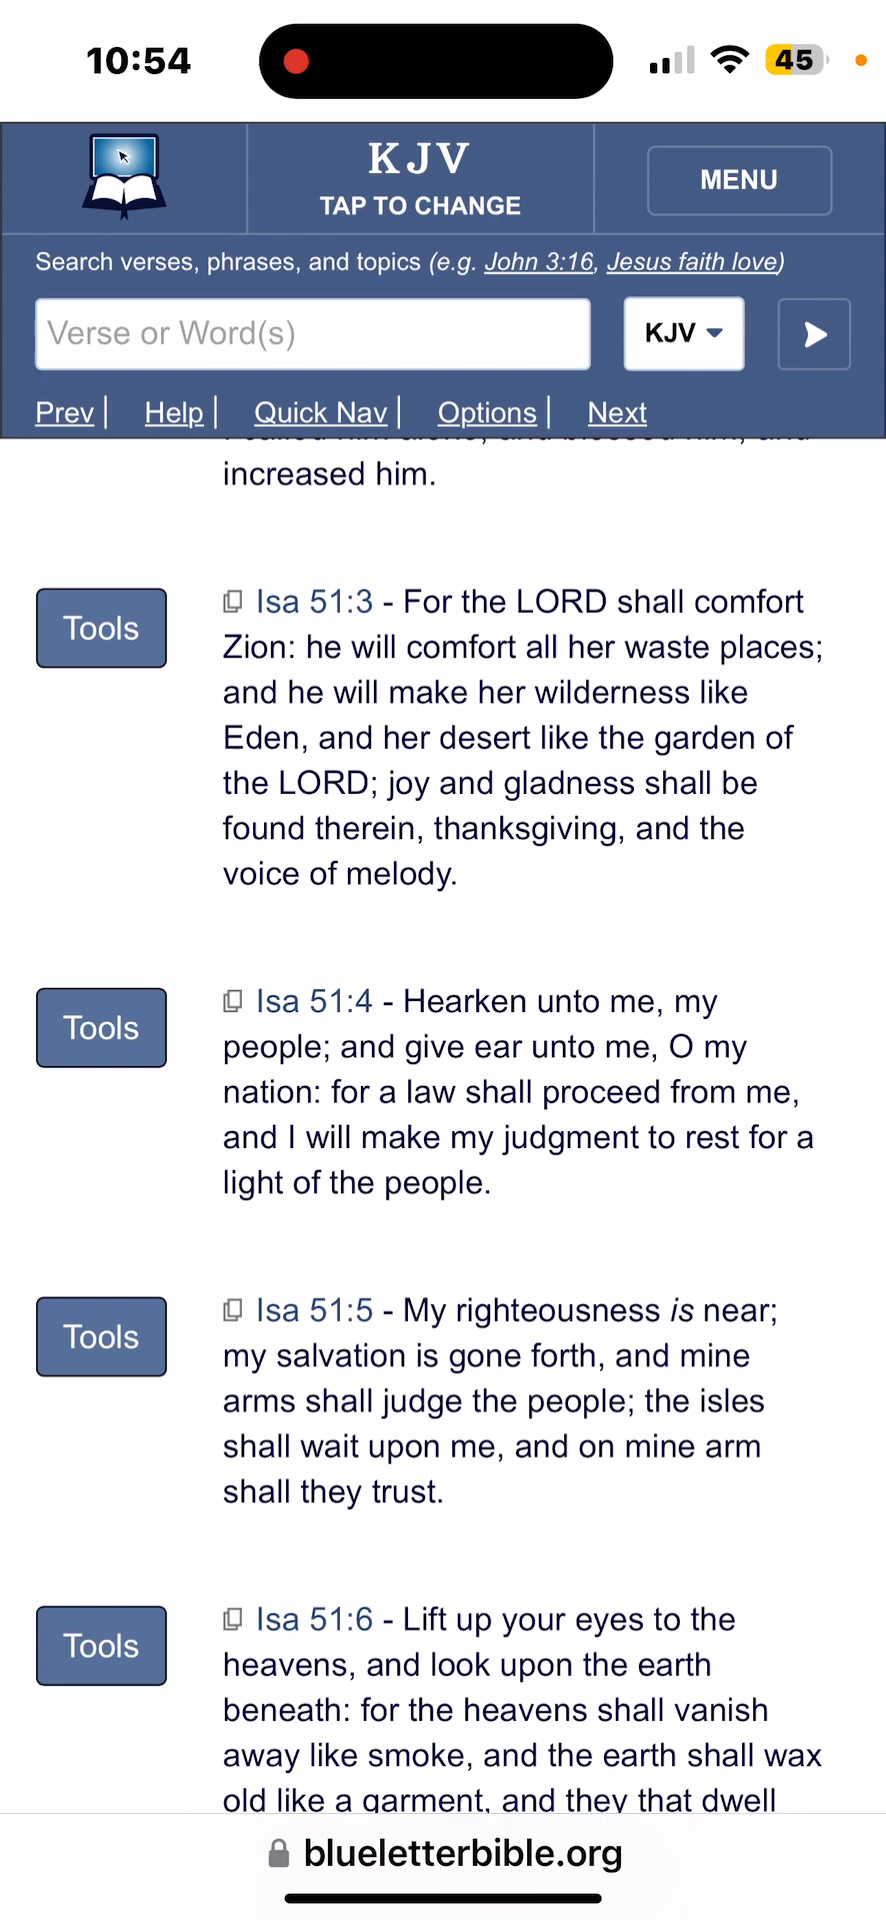 10:54
45
KJV
TAP TO CHANGE
MENU
Search verses, phrases, and topics (e.g. John 3:16, Jesus faith love)
Verse or Word(s)
KJV
Prev | Help | Quick Nav | Options | Next
I called him alone, and blessed him, and
increased him.
Tools
Isa 51:3 - For the LORD shall comfort
Zion: he will comfort all her waste places;
and he will make her wilderness like
Eden, and her desert like the garden of
the LORD; joy and gladness shall be
found therein, thanksgiving, and the
voice of melody.
Tools
Isa 51:4 - Hearken unto me, my
people; and give ear unto me, O my
nation: for a law shall proceed from me,
and I will make my judgment to rest for a
light of the people.
Tools
Isa 51:5 - My righteousness is near;
my salvation is gone forth, and mine
arms shall judge the people; the isles
shall wait upon me, and on mine arm
shall they trust.
Tools
Isa 51:6 - Lift up your eyes to the
heavens, and look upon the earth
beneath: for the heavens shall vanish
away like smoke, and the earth shall wax
old like a garment, and they that dwell
blueletterbible.org